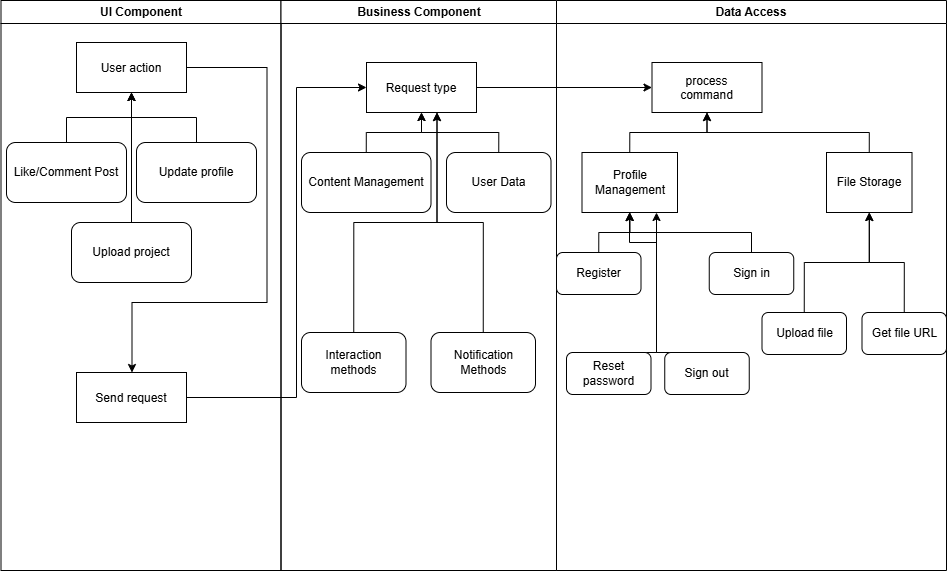 UI Component
Business Component
Data Access
User action
Like/Comment Post
Update profile
Upload project
Send request
Request type
Content Management
User Data
Interaction
methods
Notification
Methods
process
command
Profile
Management
File Storage
Register
Sign in
Reset
password
Sign out
Upload file
Get file URL